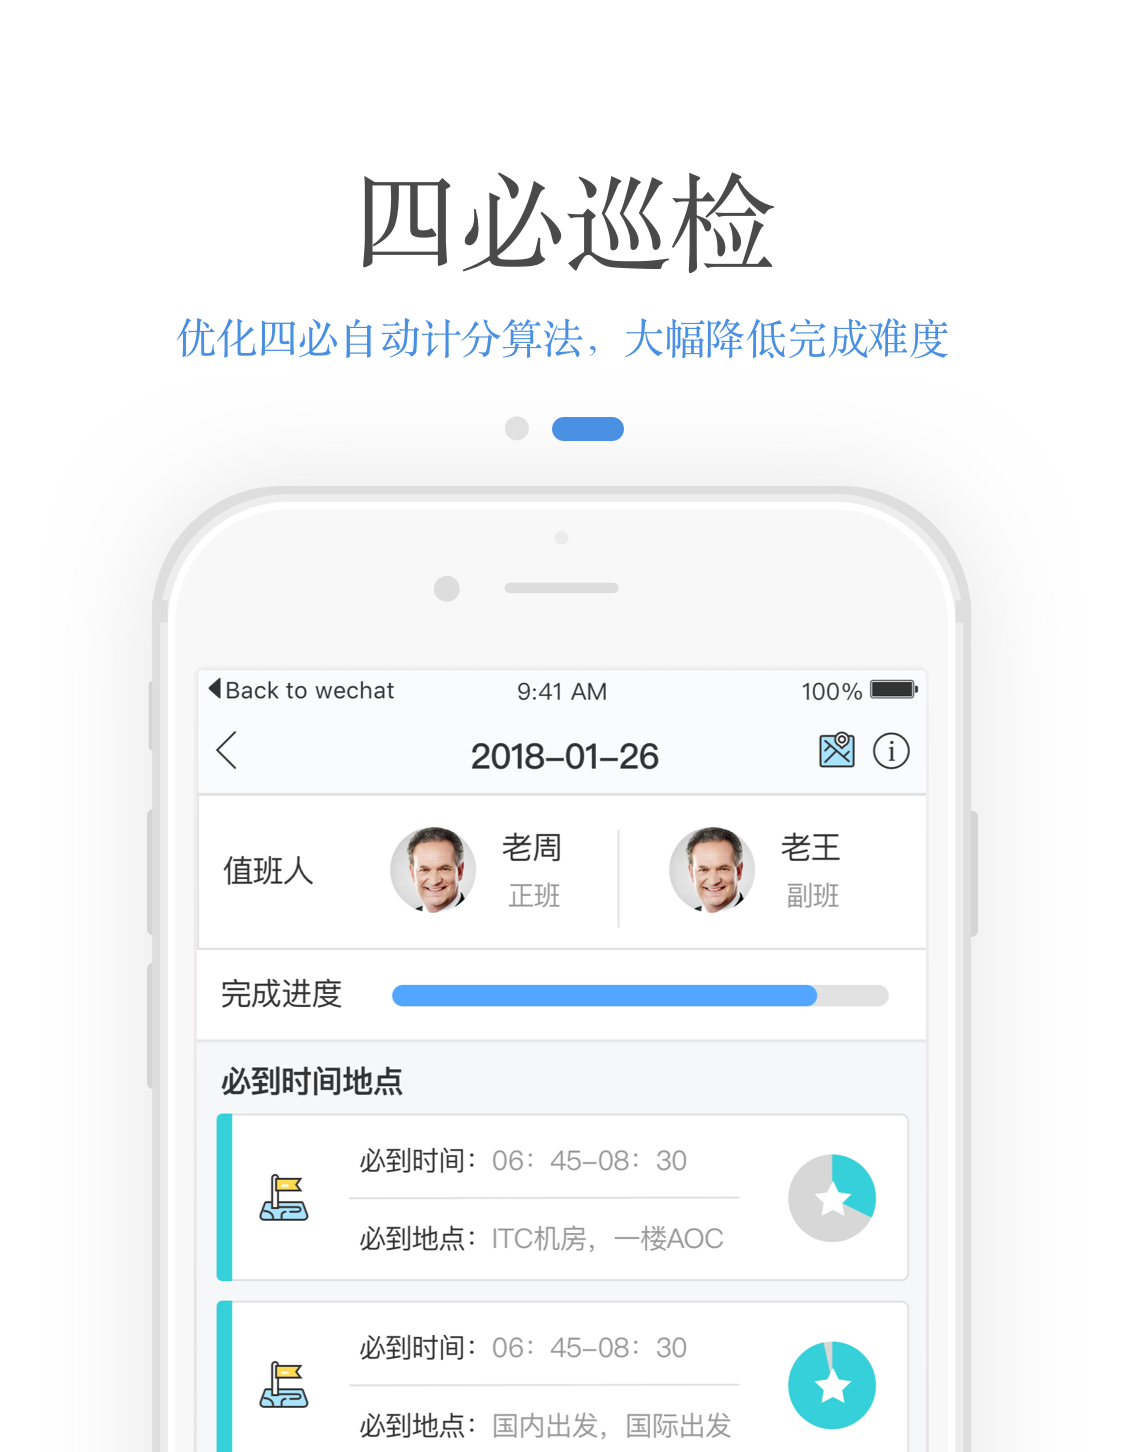 四必巡检
优化四必自动计分算法，大幅降低完成难度
Back to wechat 9:41 AM 100%
2018-01-26
值班人 老周 正班 老王 副班
完成进度
必到时间地点
必到时间：06：45-08：30
必到地点：ITC机房，一楼AOC
必到时间：06：45-08：30
必到地点：国内出发，国际出发